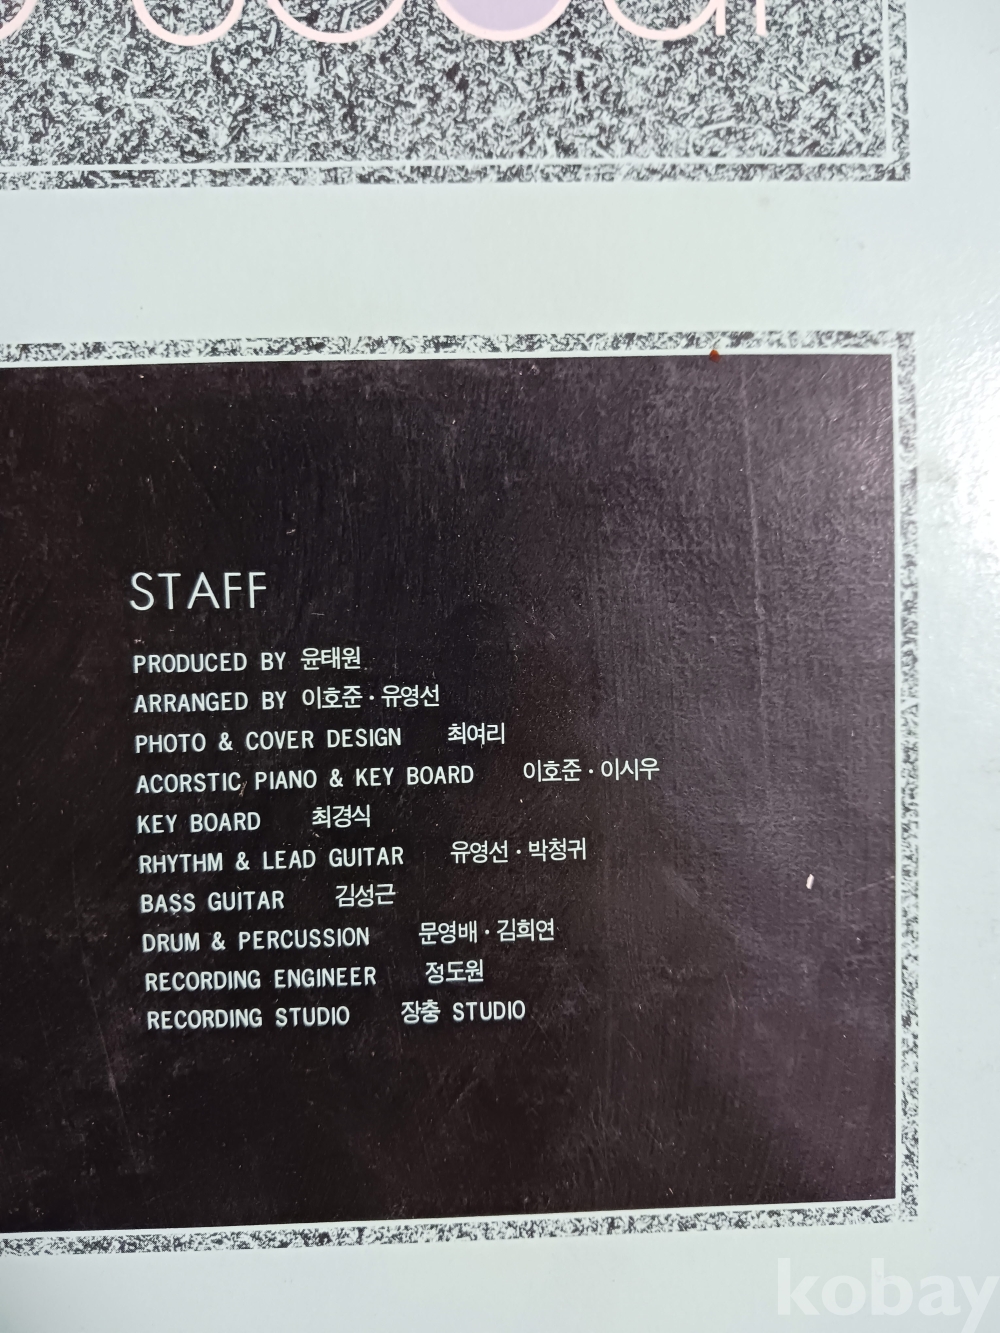 STAFF
PRODUCED BY 윤태원
ARRANGED BY 이호준·유영선
PHOTO & COVER DESIGN 최여리
ACORSTIC PIANO & KEY BOARD 이호준·이시우
KEY BOARD 최경식
RHYTHM & LEAD GUITAR 유영선·박청귀
BASS GUITAR 김성근
DRUM & PERCUSSION 문영배·김희연
RECORDING ENGINEER 정도원
RECORDING STUDIO 장충 STUDIO
kobay